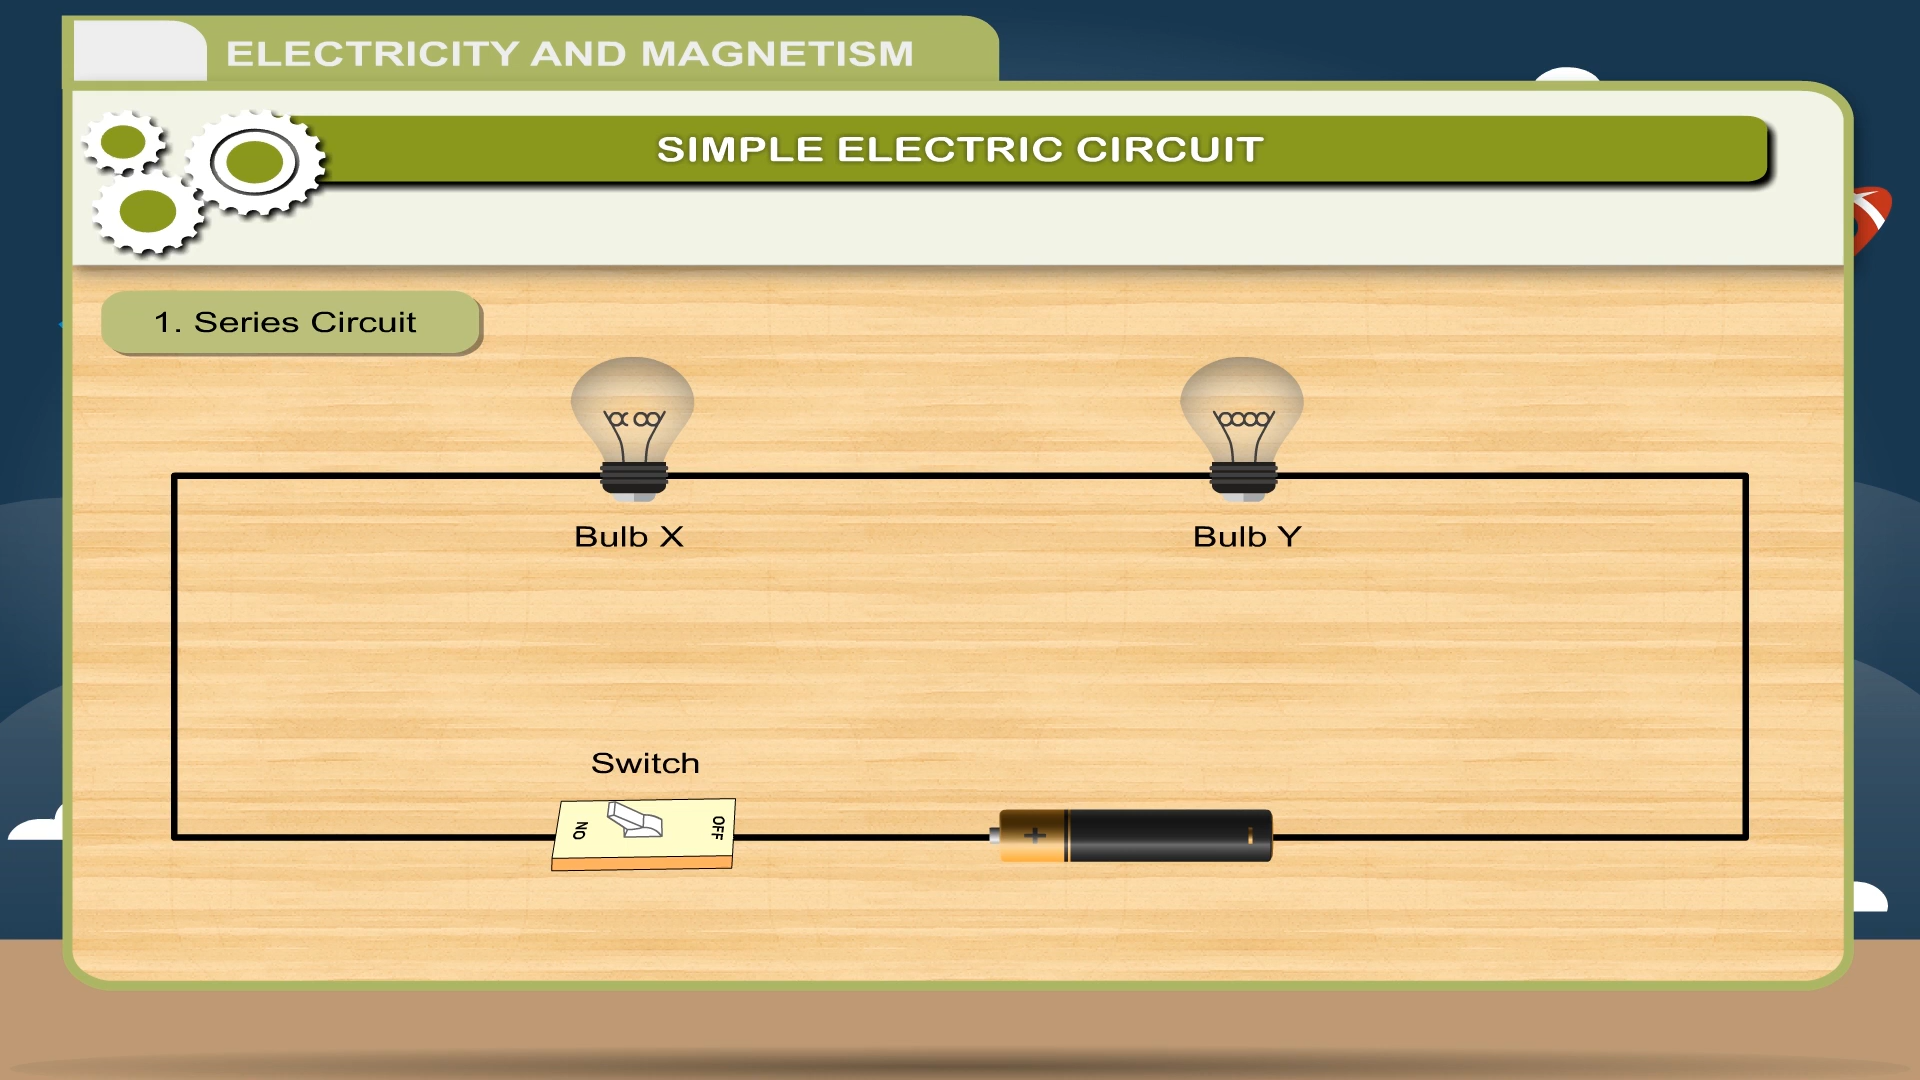 ELECTRICITY AND MAGNETISM
SIMPLE ELECTRIC CIRCUIT
1. Series Circuit
Bulb X
Bulb Y
Switch
ON
OFF
+
-